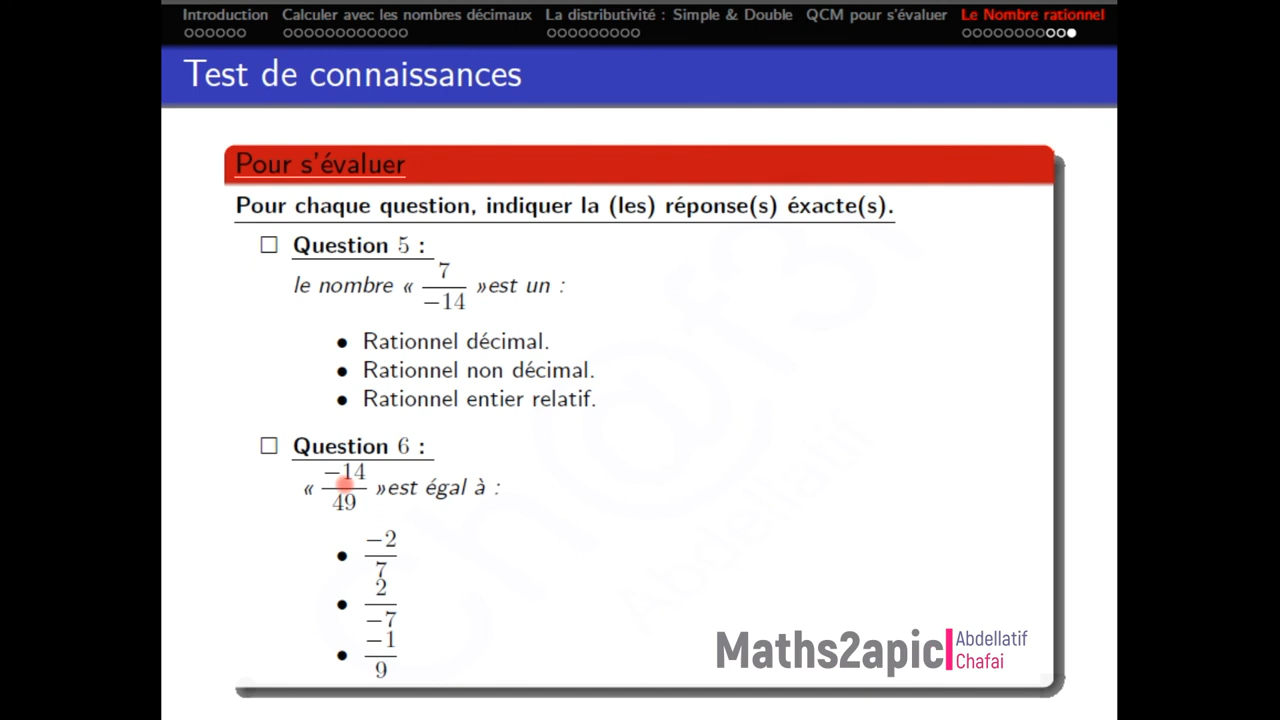 Introduction Calculer avec les nombres décimaux La distributivité : Simple & Double QCM pour s'évaluer Le Nombre rationnel
Test de connaissances
Pour s'évaluer
Pour chaque question, indiquer la (les) réponse(s) éxacte(s).
Question 5 :
le nombre « 7/−14 »est un :
• Rationnel décimal.
• Rationnel non décimal.
• Rationnel entier relatif.
Question 6 :
« −14/49 »est égal à :
• −2/7
• 2/−7
• −1/9
Maths2apic
Abdellatif
Chafai
Ch@f3i
Abdellatif